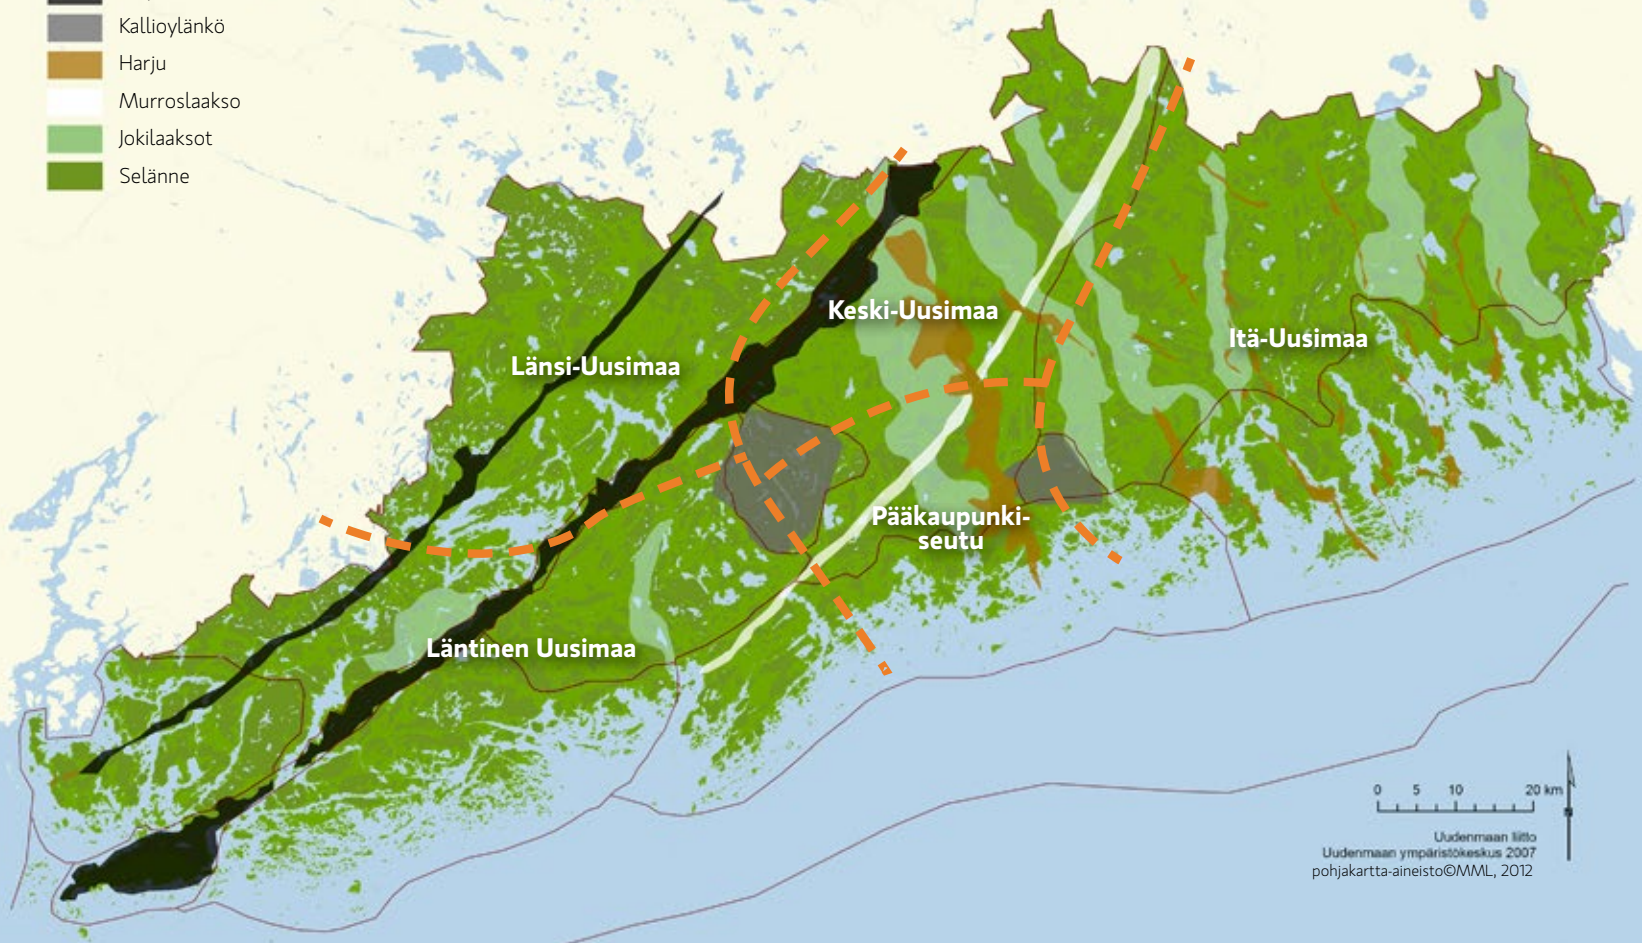 Kallioylänkö
Harju
Murroslaakso
Jokilaaksot
Selänne
Keski-Uusimaa
Itä-Uusimaa
Länsi-Uusimaa
Pääkaupunki-
seutu
Läntinen Uusimaa
0 5 10 20 km
Uudenmaan liitto
Uudenmaan ympäristökeskus 2007
pohjakartta-aineisto©MML, 2012